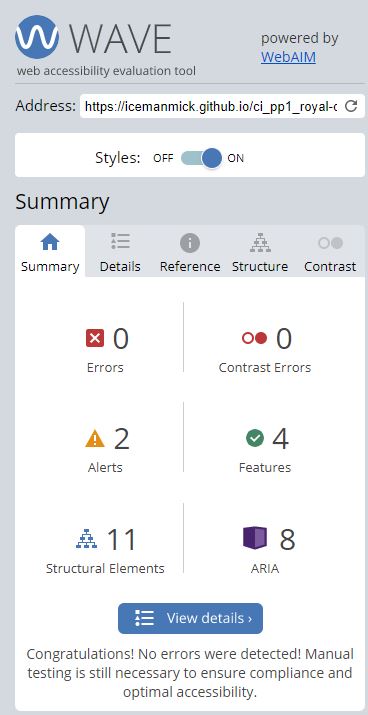 WAVE
powered by
WebAIM
web accessibility evaluation tool
Address: https://icemanmick.github.io/ci_pp1_royal-c
Styles: OFF ON
Summary
Summary Details Reference Structure Contrast
0 0
Errors Contrast Errors
2 4
Alerts Features
11 8
Structural Elements ARIA
View details ›
Congratulations! No errors were detected! Manual
testing is still necessary to ensure compliance and
optimal accessibility.